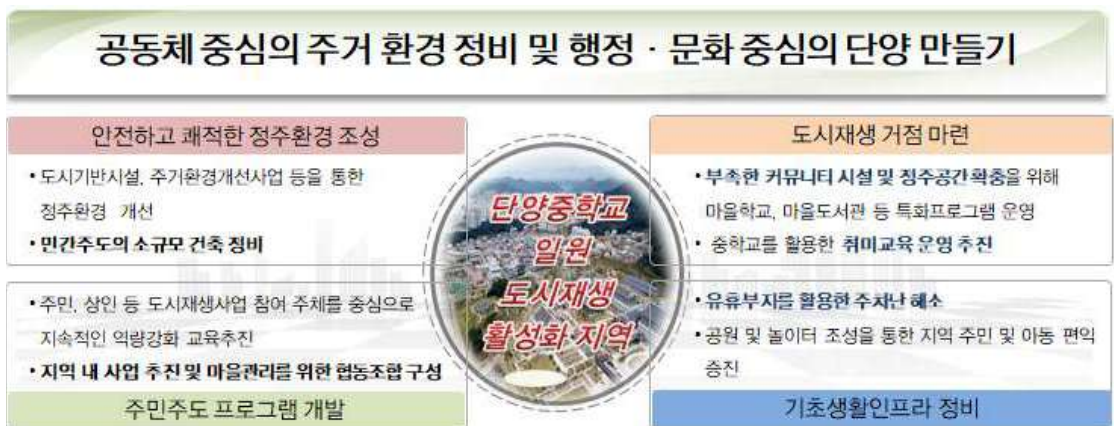 공동체 중심의 주거 환경 정비 및 행정 · 문화 중심의 단양 만들기
안전하고 쾌적한 정주환경 조성
• 도시기반시설, 주거환경개선사업 등을 통한
정주환경 개선
• 민간주도의 소규모 건축 정비
도시재생 거점 마련
• 부족한 커뮤니티 시설 및 정주공간 확충을 위해
마을학교, 마을도서관 등 특화프로그램 운영
• 중학교를 활용한 취미교육 운영 추진
단양중학교
일원
도시재생
활성화 지역
• 주민, 상인 등 도시재생사업 참여 주체를 중심으로
지속적인 역량강화 교육추진
• 지역 내 사업 추진 및 마을관리를 위한 협동조합 구성
주민주도 프로그램 개발
• 유휴부지를 활용한 주차난 해소
• 공원 및 놀이터 조성을 통한 지역 주민 및 아동 편익
증진
기초생활인프라 정비